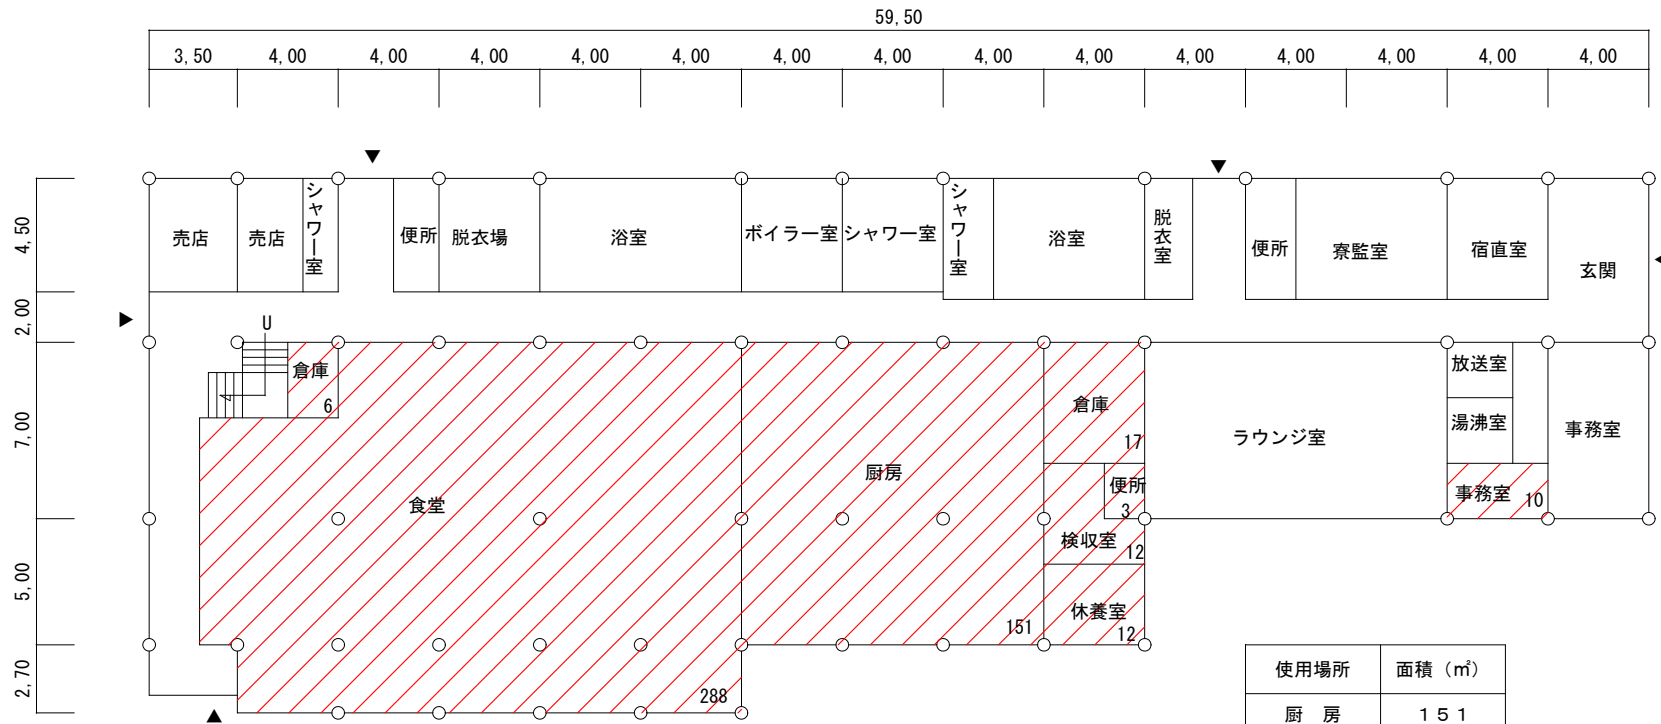 59,50
3,50 4,00 4,00 4,00 4,00 4,00 4,00 4,00 4,00 4,00 4,00 4,00 4,00 4,00 4,00
4,50
2,00
7,00
5,00
2,70
売店
売店
シャワー室
便所
脱衣場
浴室
ボイラー室
シャワー室
シャワー室
浴室
脱衣室
便所
寮監室
宿直室
玄関
U
倉庫
6
食堂
288
厨房
151
倉庫
17
便所
3
検収室
12
休養室
12
ラウンジ室
放送室
湯沸室
事務室
10
事務室
使用場所 面積(㎡)
厨 房 151